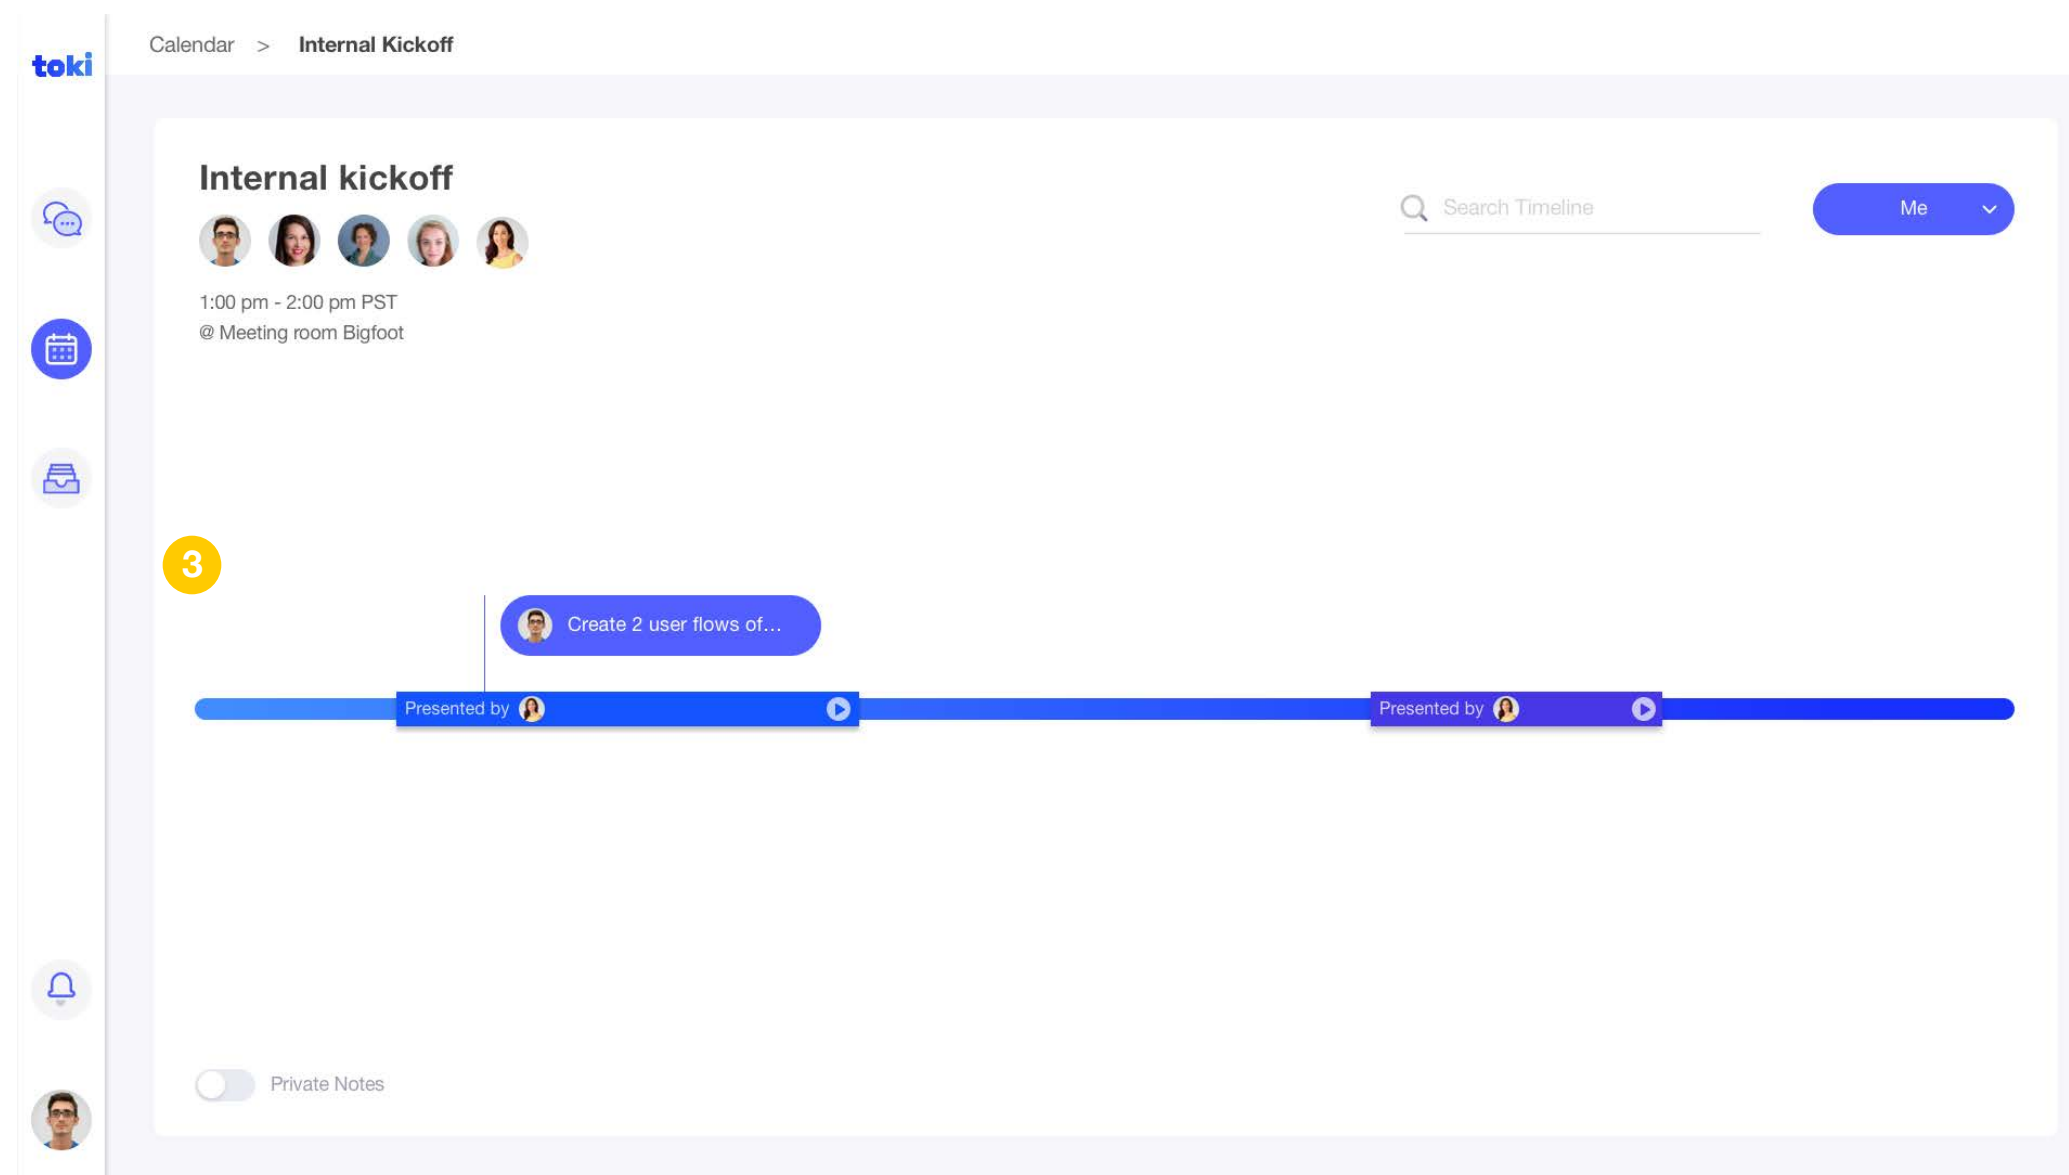 toki
Calendar > Internal Kickoff
Internal kickoff
1:00 pm - 2:00 pm PST
@ Meeting room Bigfoot
Search Timeline
Me
3
Create 2 user flows of...
Presented by
Presented by
Private Notes